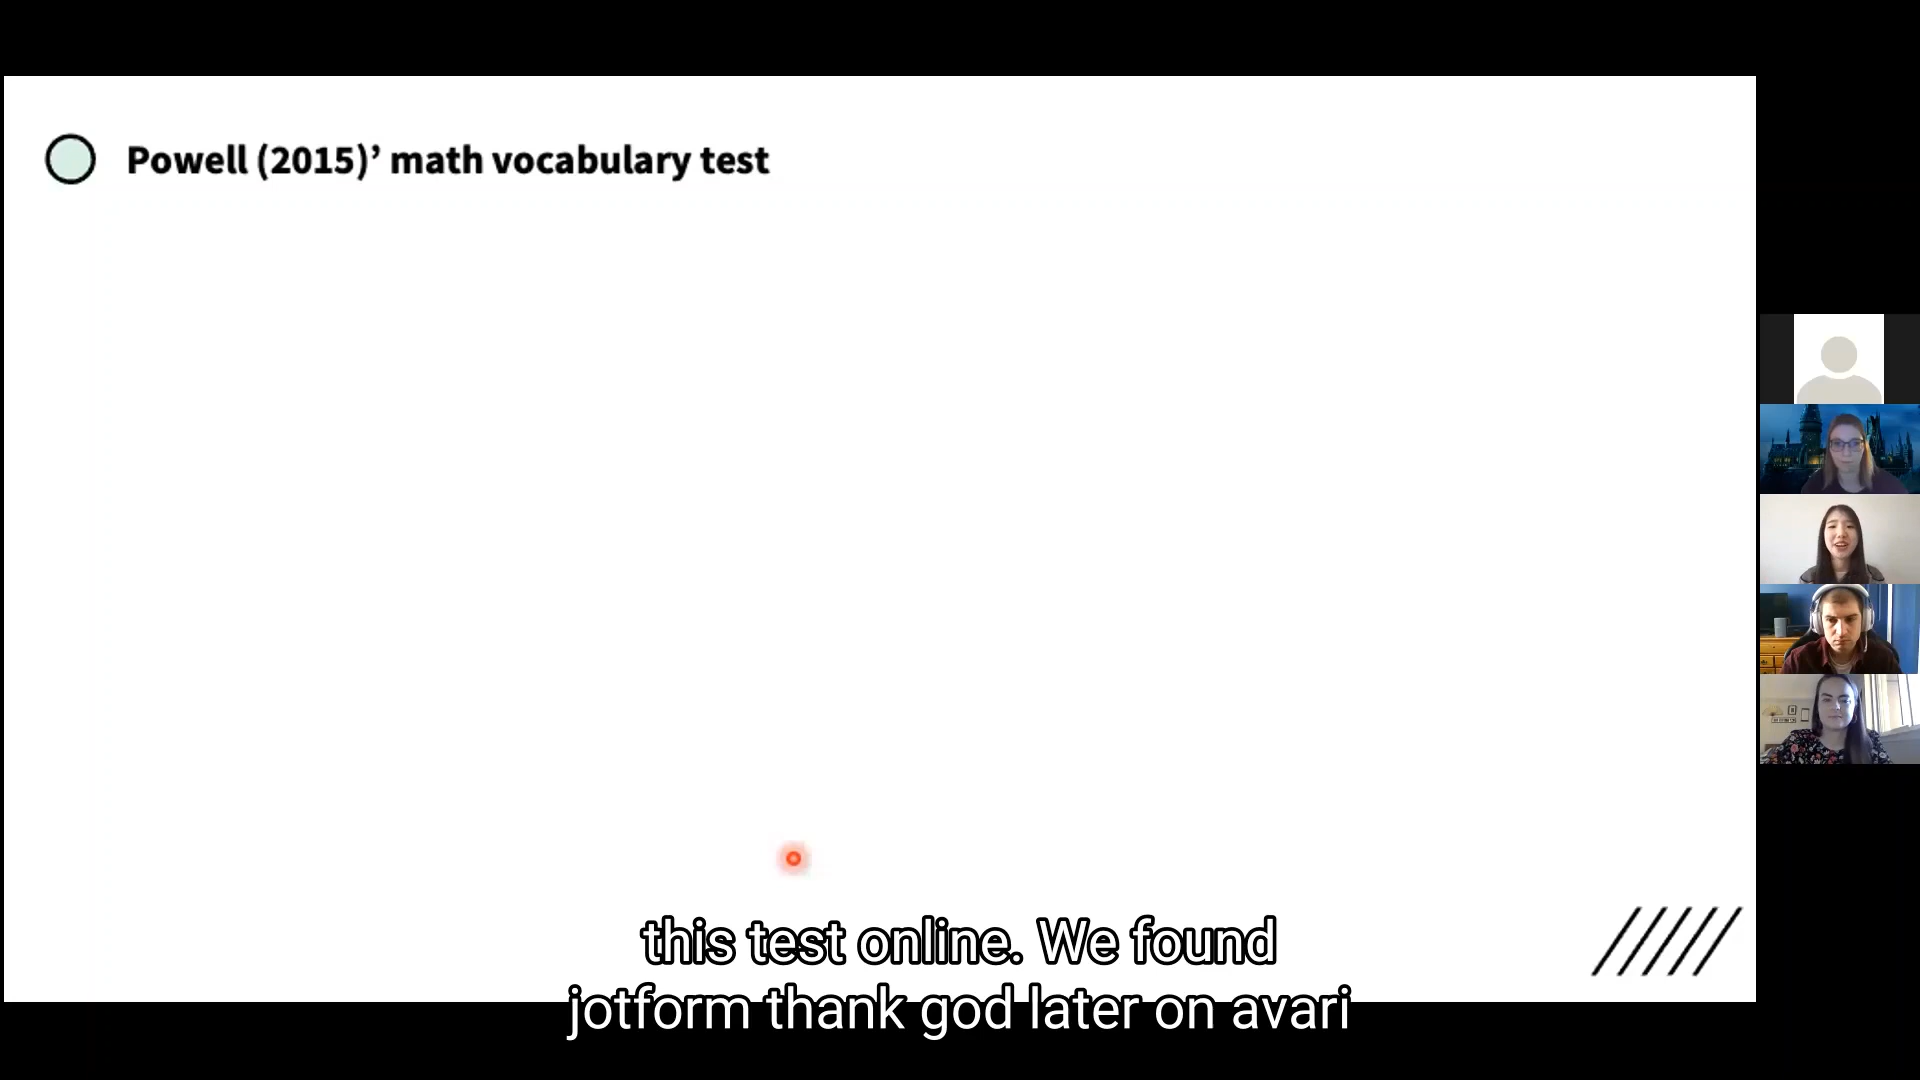 Powell (2015)’ math vocabulary test
this test online. We found
jotform thank god later on avari